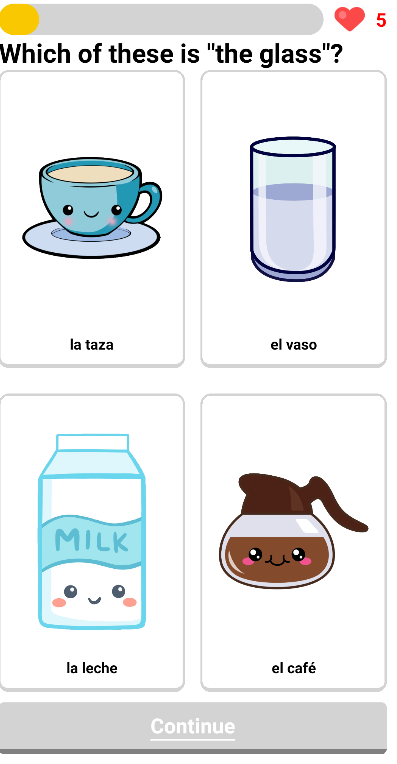 5
Which of these is "the glass"?
la taza
el vaso
MILK
la leche
el café
Continue